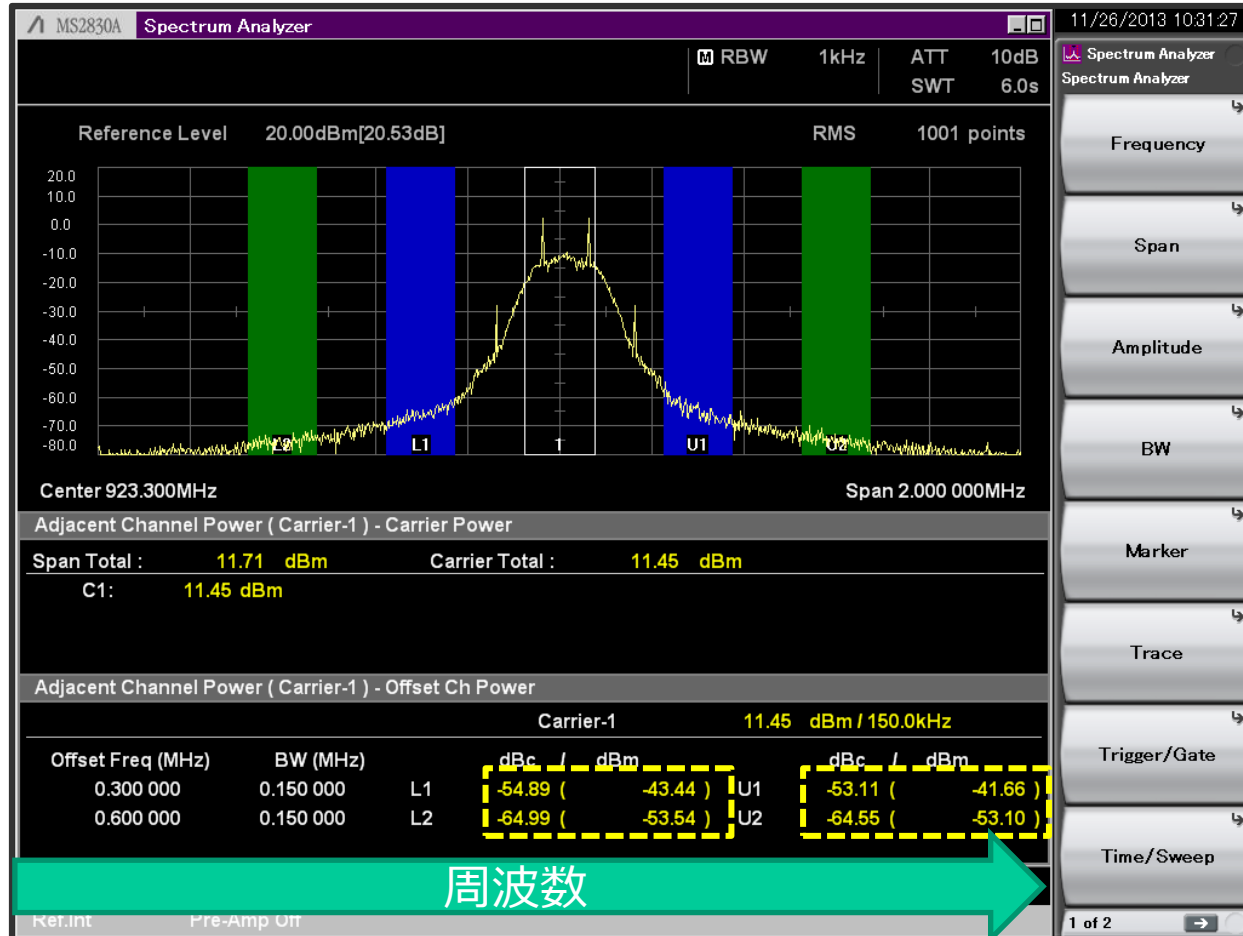 MS2830A Spectrum Analyzer
11/26/2013 10:31:27
M RBW 1kHz ATT 10dB
SWT 6.0s
Spectrum Analyzer
Spectrum Analyzer
Reference Level 20.00dBm[20.53dB] RMS 1001 points
20.0
10.0
0.0
-10.0
-20.0
-30.0
-40.0
-50.0
-60.0
-70.0
-80.0
L2 L1 1 U1 U2
Center 923.300MHz Span 2.000 000MHz
Adjacent Channel Power ( Carrier-1 ) - Carrier Power
Span Total : 11.71 dBm Carrier Total : 11.45 dBm
C1: 11.45 dBm
Adjacent Channel Power ( Carrier-1 ) - Offset Ch Power
Carrier-1 11.45 dBm / 150.0kHz
Offset Freq (MHz) BW (MHz) dBc / dBm dBc / dBm
0.300 000 0.150 000 L1 -54.89 ( -43.44 ) U1 -53.11 ( -41.66 )
0.600 000 0.150 000 L2 -64.99 ( -53.54 ) U2 -64.55 ( -53.10 )
周波数
Ref.Int Pre-Amp Off
Frequency
Span
Amplitude
BW
Marker
Trace
Trigger/Gate
Time/Sweep
1 of 2